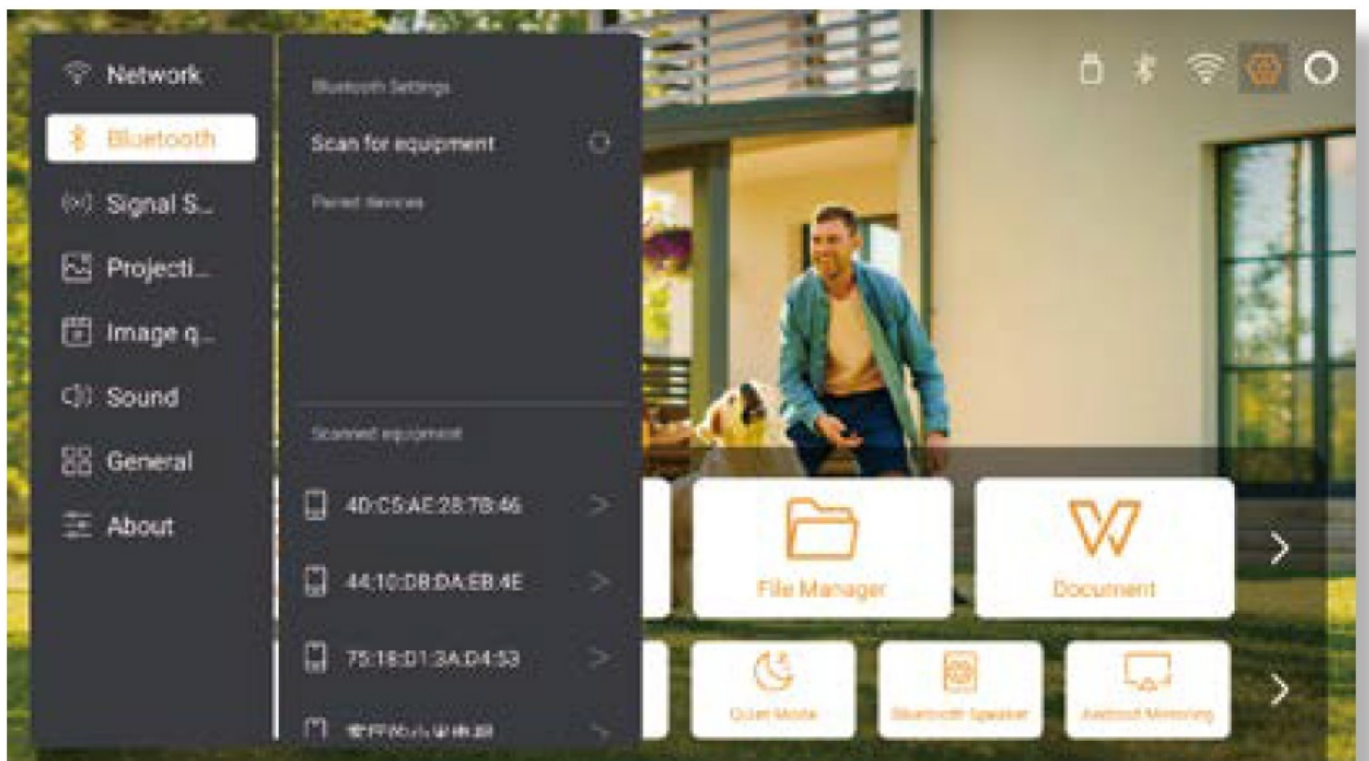 Network
Bluetooth
Signal S...
Projecti...
Image q...
Sound
General
About
Bluetooth Settings
Scan for equipment
Paired devices
Scanned equipment
4D:C5:AE:28:7B:46
44:10:DB:DA:EB:4E
75:18:D1:3A:D4:53
File Manager
Document
Quiet Mode
Bluetooth Speaker
Android Mirroring